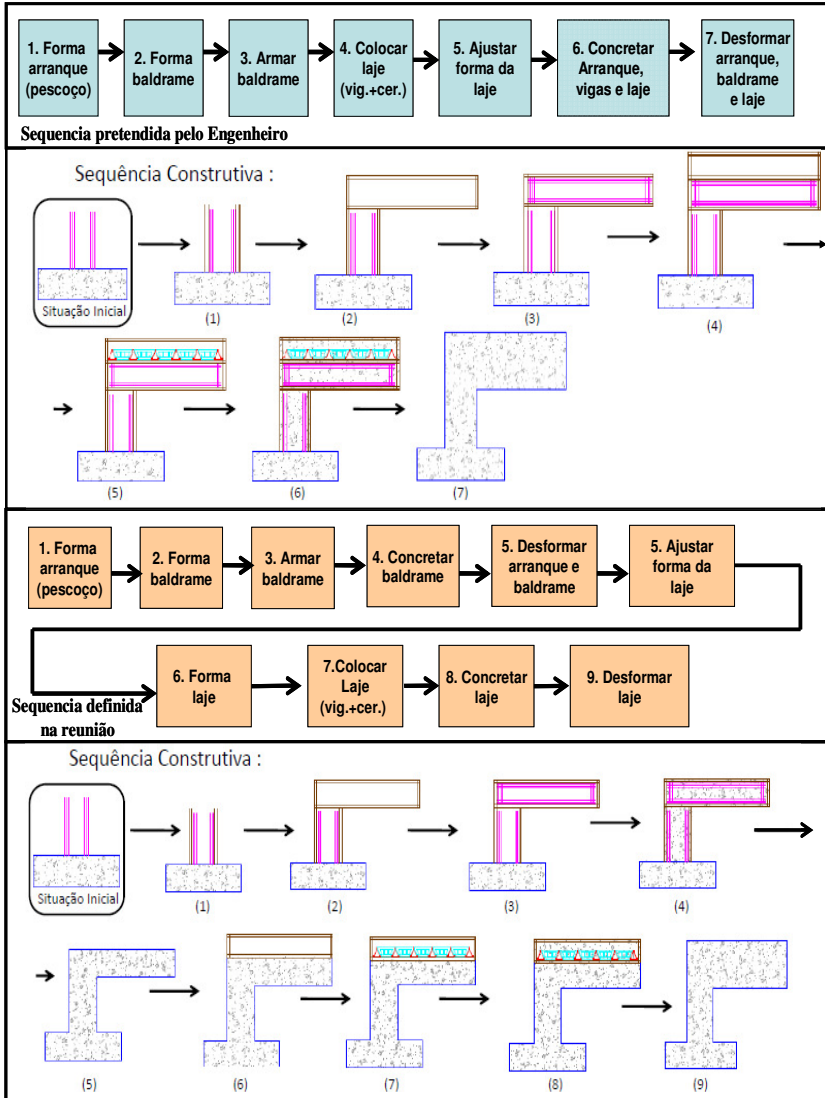 1. Forma
arranque
(pescoço)
2. Forma
baldrame
3. Armar
baldrame
4. Colocar
laje
(vig.+cer.)
5. Ajustar
forma da
laje
6. Concretar
Arranque,
vigas e laje
7. Desformar
arranque,
baldrame
e laje
Sequencia pretendida pelo Engenheiro
Sequência Construtiva :
Situação Inicial
(1)
(2)
(3)
(4)
(5)
(6)
(7)
1. Forma
arranque
(pescoço)
2. Forma
baldrame
3. Armar
baldrame
4. Concretar
baldrame
5. Desformar
arranque e
baldrame
5. Ajustar
forma da
laje
6. Forma
laje
7.Colocar
Laje
(vig.+cer.)
8. Concretar
laje
9. Desformar
laje
Sequencia definida
na reunião
Sequência Construtiva :
Situação Inicial
(1)
(2)
(3)
(4)
(5)
(6)
(7)
(8)
(9)